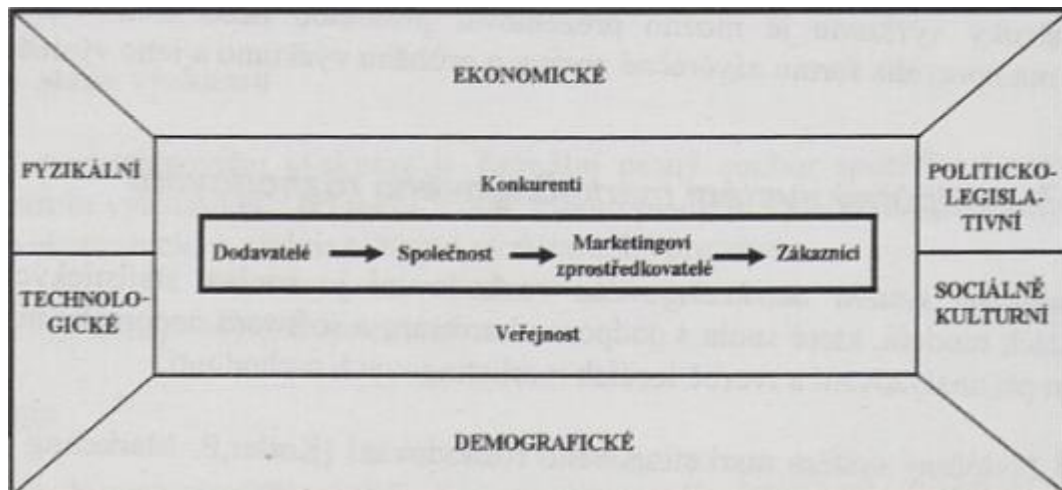 EKONOMICKÉ
FYZIKÁLNÍ
Konkurenti
POLITICKO-
LEGISLA-
TIVNÍ
Dodavatelé
Společnost
Marketingoví
zprostředkovatelé
Zákazníci
TECHNOLO-
GICKÉ
SOCIÁLNĚ
KULTURNÍ
Veřejnost
DEMOGRAFICKÉ